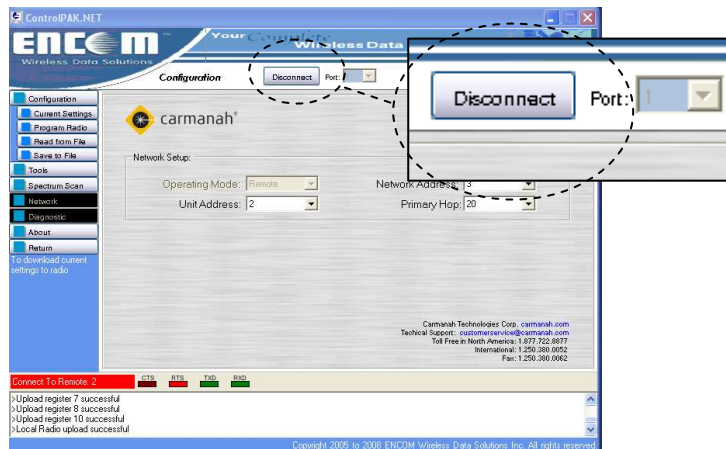 ControlPAK.NET
ENCOM
Wireless Data Solutions
Your Complete
Wireless Data
Configuration
Disconnect Port:
Disconnect Port: 1
Configuration
Current Settings
Program Radio
Read from File
Save to File
Tools
Spectrum Scan
Network
Diagnostic
About
Return
To download current
settings to radio
carmanah®
Network Setup:
Operating Mode: Remote Network Address: 3
Unit Address: 2 Primary Hop: 20
Carmanah Technologies Corp. carmanah.com
Techical Support: customerservice@carmanah.com
Toll Free in North America: 1.877.722.8877
International: 1.250.380.0052
Fax: 1.250.380.0062
Connect To Remote: 2 CTS RTS TXD RXD
>Upload register 7 successful
>Upload register 8 successful
>Upload register 10 successful
>Local Radio upload successful
Copyright 2005 to 2008 ENCOM Wireless Data Solutions Inc. All rights reserved